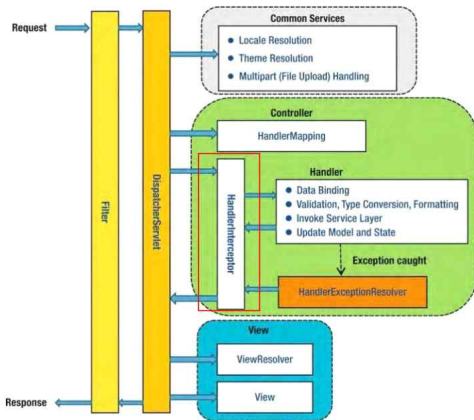 Request
Common Services
Locale Resolution
Theme Resolution
Multipart (File Upload) Handling
Filter
DispatcherServlet
Controller
HandlerMapping
HandlerInterceptor
Handler
Data Binding
Validation, Type Conversion, Formatting
Invoke Service Layer
Update Model and State
Exception caught
HandlerExceptionResolver
View
ViewResolver
View
Response